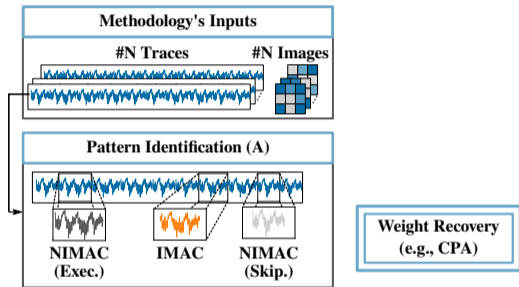 Methodology's Inputs
#N Traces #N Images
Pattern Identification (A)
NIMAC IMAC NIMAC
(Exec.) (Skip.)
Weight Recovery
(e.g., CPA)